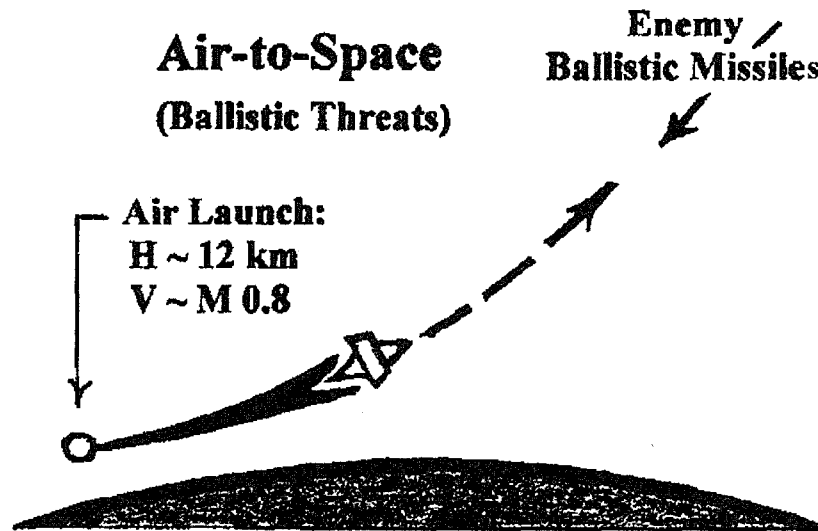 Air-to-Space
(Ballistic Threats)
Enemy
Ballistic Missiles
Air Launch:
H ~ 12 km
V ~ M 0.8